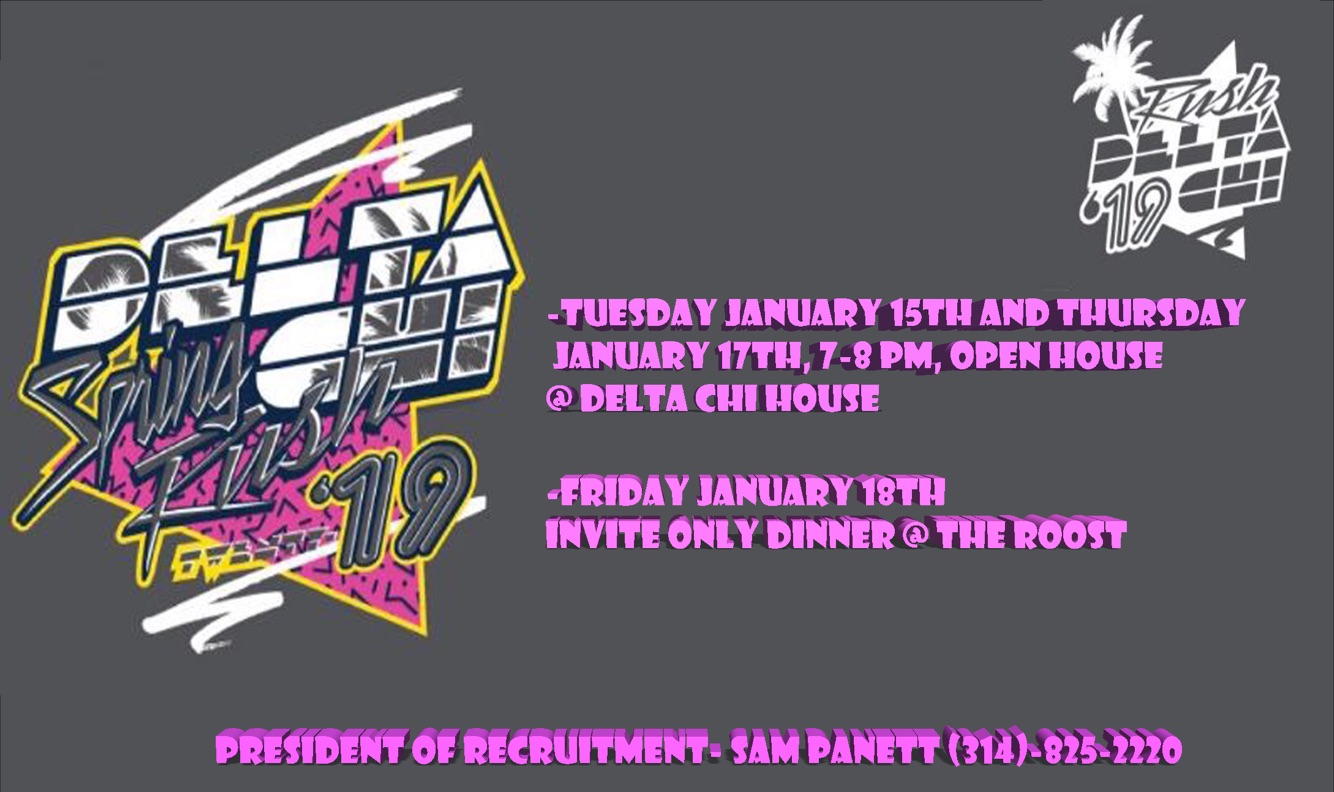 Rush
DELTA
CHI
'19
DELTA
CHI
Spring
Rush
'19
-TUESDAY JANUARY 15TH AND THURSDAY
JANUARY 17TH, 7-8 PM, OPEN HOUSE
@ DELTA CHI HOUSE
-FRIDAY JANUARY 18TH
INVITE ONLY DINNER @ THE ROOST
PRESIDENT OF RECRUITMENT- SAM PANETT (314)-825-2220